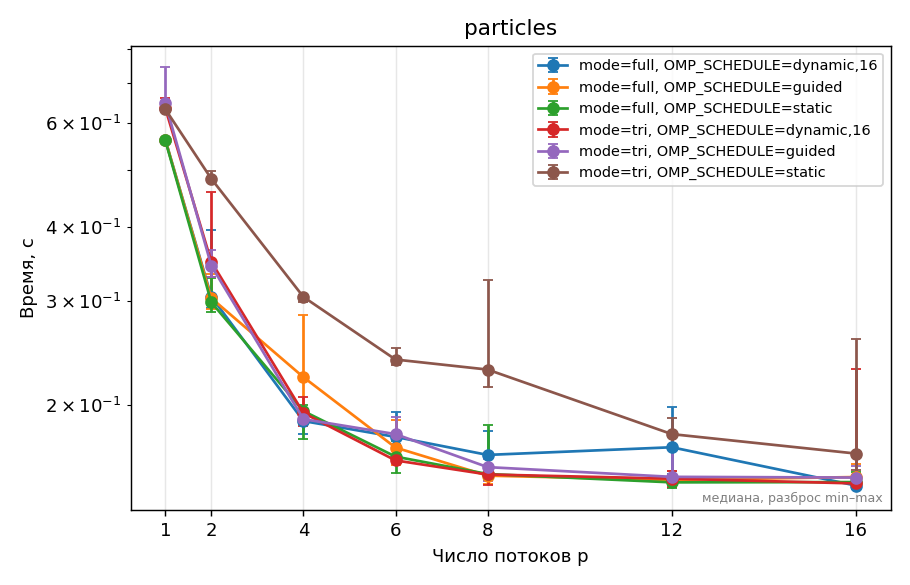 particles
Время, с
6 × 10⁻¹
4 × 10⁻¹
3 × 10⁻¹
2 × 10⁻¹
mode=full, OMP_SCHEDULE=dynamic,16
mode=full, OMP_SCHEDULE=guided
mode=full, OMP_SCHEDULE=static
mode=tri, OMP_SCHEDULE=dynamic,16
mode=tri, OMP_SCHEDULE=guided
mode=tri, OMP_SCHEDULE=static
медиана, разброс min–max
1 2 4 6 8 12 16
Число потоков p